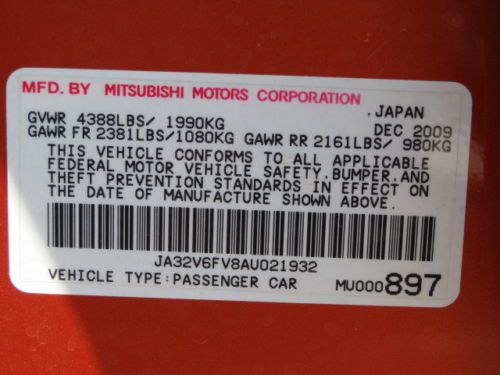 MFD. BY MITSUBISHI MOTORS CORPORATION
,JAPAN
GVWR 4388LBS/ 1990KG DEC 2009
GAWR FR 2381LBS/1080KG GAWR RR 2161LBS/ 980KG
THIS VEHICLE CONFORMS TO ALL APPLICABLE
FEDERAL MOTOR VEHICLE SAFETY,BUMPER,AND
THEFT PREVENTION STANDARDS IN EFFECT ON
THE DATE OF MANUFACTURE SHOWN ABOVE.
JA32V6FV8AU021932
VEHICLE TYPE:PASSENGER CAR MU000897